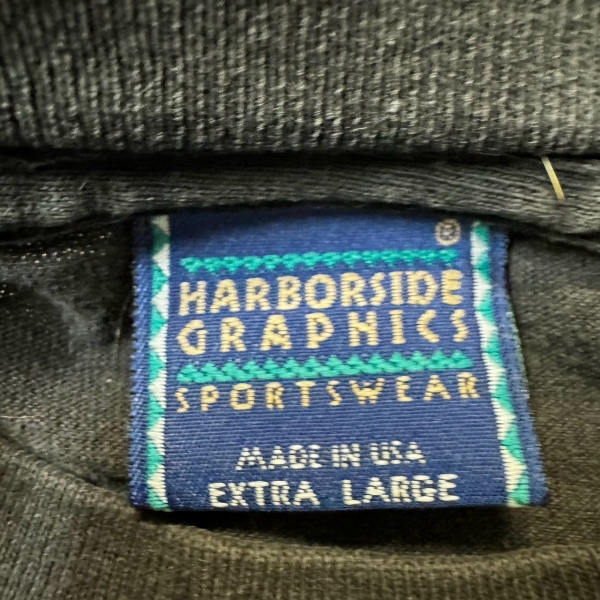 ®
HARBORSIDE
GRAPHICS
SPORTSWEAR
MADE IN USA
EXTRA LARGE